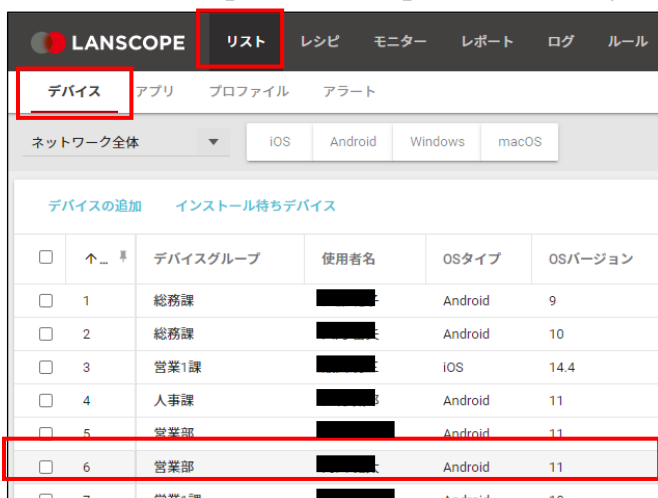 LANSCOPE リスト レシピ モニター レポート ログ ルール
デバイス アプリ プロファイル アラート
ネットワーク全体 iOS Android Windows macOS
デバイスの追加 インストール待ちデバイス
↑... デバイスグループ 使用者名 OSタイプ OSバージョン
1 総務課 Android 9
2 総務課 Android 10
3 営業1課 iOS 14.4
4 人事課 Android 11
5 営業部 Android 11
6 営業部 Android 11
7 Android